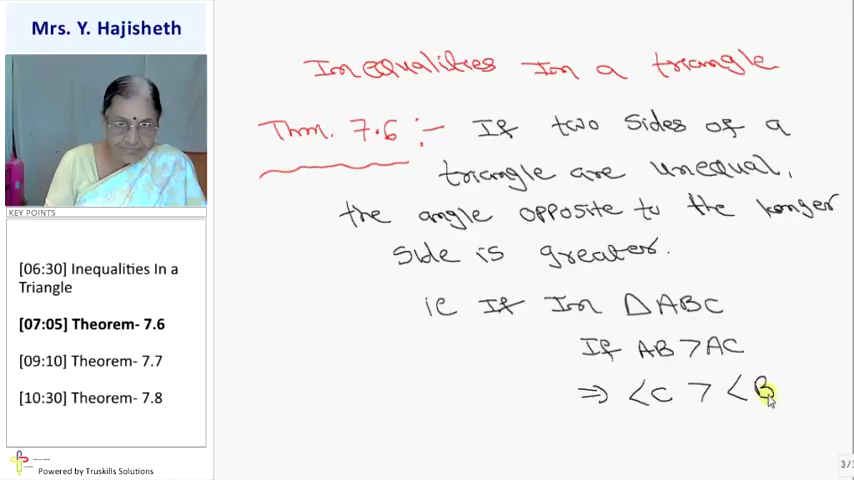 Mrs. Y. Hajisheth
KEY POINTS
[06:30] Inequalities In a
Triangle
[07:05] Theorem- 7.6
[09:10] Theorem- 7.7
[10:30] Theorem- 7.8
Powered by Truskills Solutions
Inequalities In a triangle
Thm. 7.6 :- If two sides of a
triangle are unequal,
the angle opposite to the longer
side is greater.
ie If In △ABC
If AB > AC
⇒ <C > <B
3/